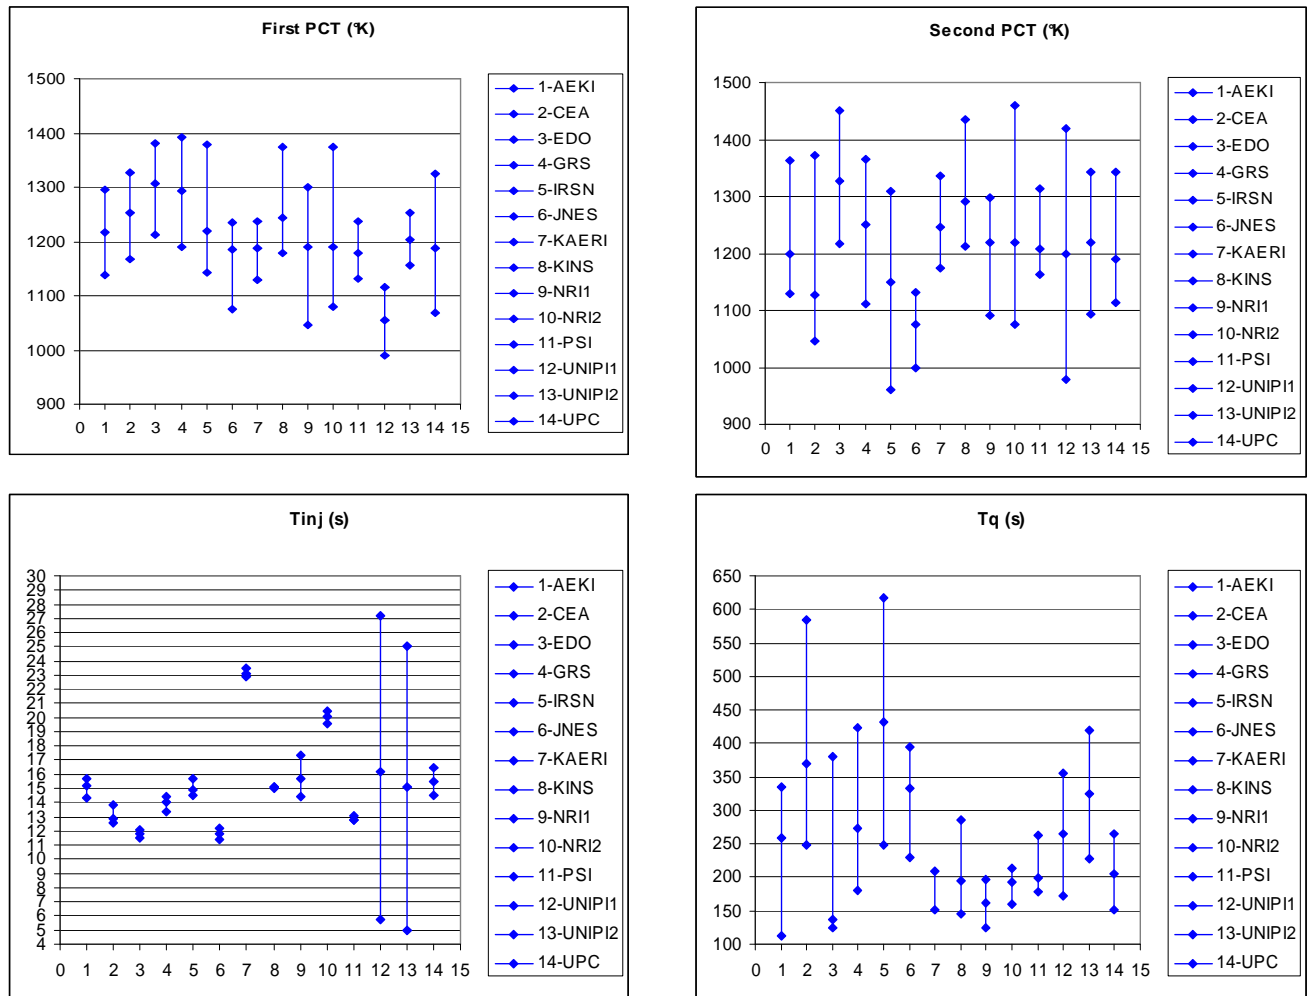 First PCT (°K)
1500
1400
1300
1200
1100
1000
900
0 1 2 3 4 5 6 7 8 9 10 11 12 13 14 15
1-AEKI
2-CEA
3-EDO
4-GRS
5-IRSN
6-JNES
7-KAERI
8-KINS
9-NRI1
10-NRI2
11-PSI
12-UNIPI1
13-UNIPI2
14-UPC
Second PCT (°K)
1500
1400
1300
1200
1100
1000
900
0 1 2 3 4 5 6 7 8 9 10 11 12 13 14 15
1-AEKI
2-CEA
3-EDO
4-GRS
5-IRSN
6-JNES
7-KAERI
8-KINS
9-NRI1
10-NRI2
11-PSI
12-UNIPI1
13-UNIPI2
14-UPC
Tinj (s)
30
29
28
27
26
25
24
23
22
21
20
19
18
17
16
15
14
13
12
11
10
9
8
7
6
5
4
0 1 2 3 4 5 6 7 8 9 10 11 12 13 14 15
1-AEKI
2-CEA
3-EDO
4-GRS
5-IRSN
6-JNES
7-KAERI
8-KINS
9-NRI1
10-NRI2
11-PSI
12-UNIPI1
13-UNIPI2
14-UPC
Tq (s)
650
600
550
500
450
400
350
300
250
200
150
100
0 1 2 3 4 5 6 7 8 9 10 11 12 13 14 15
1-AEKI
2-CEA
3-EDO
4-GRS
5-IRSN
6-JNES
7-KAERI
8-KINS
9-NRI1
10-NRI2
11-PSI
12-UNIPI1
13-UNIPI2
14-UPC